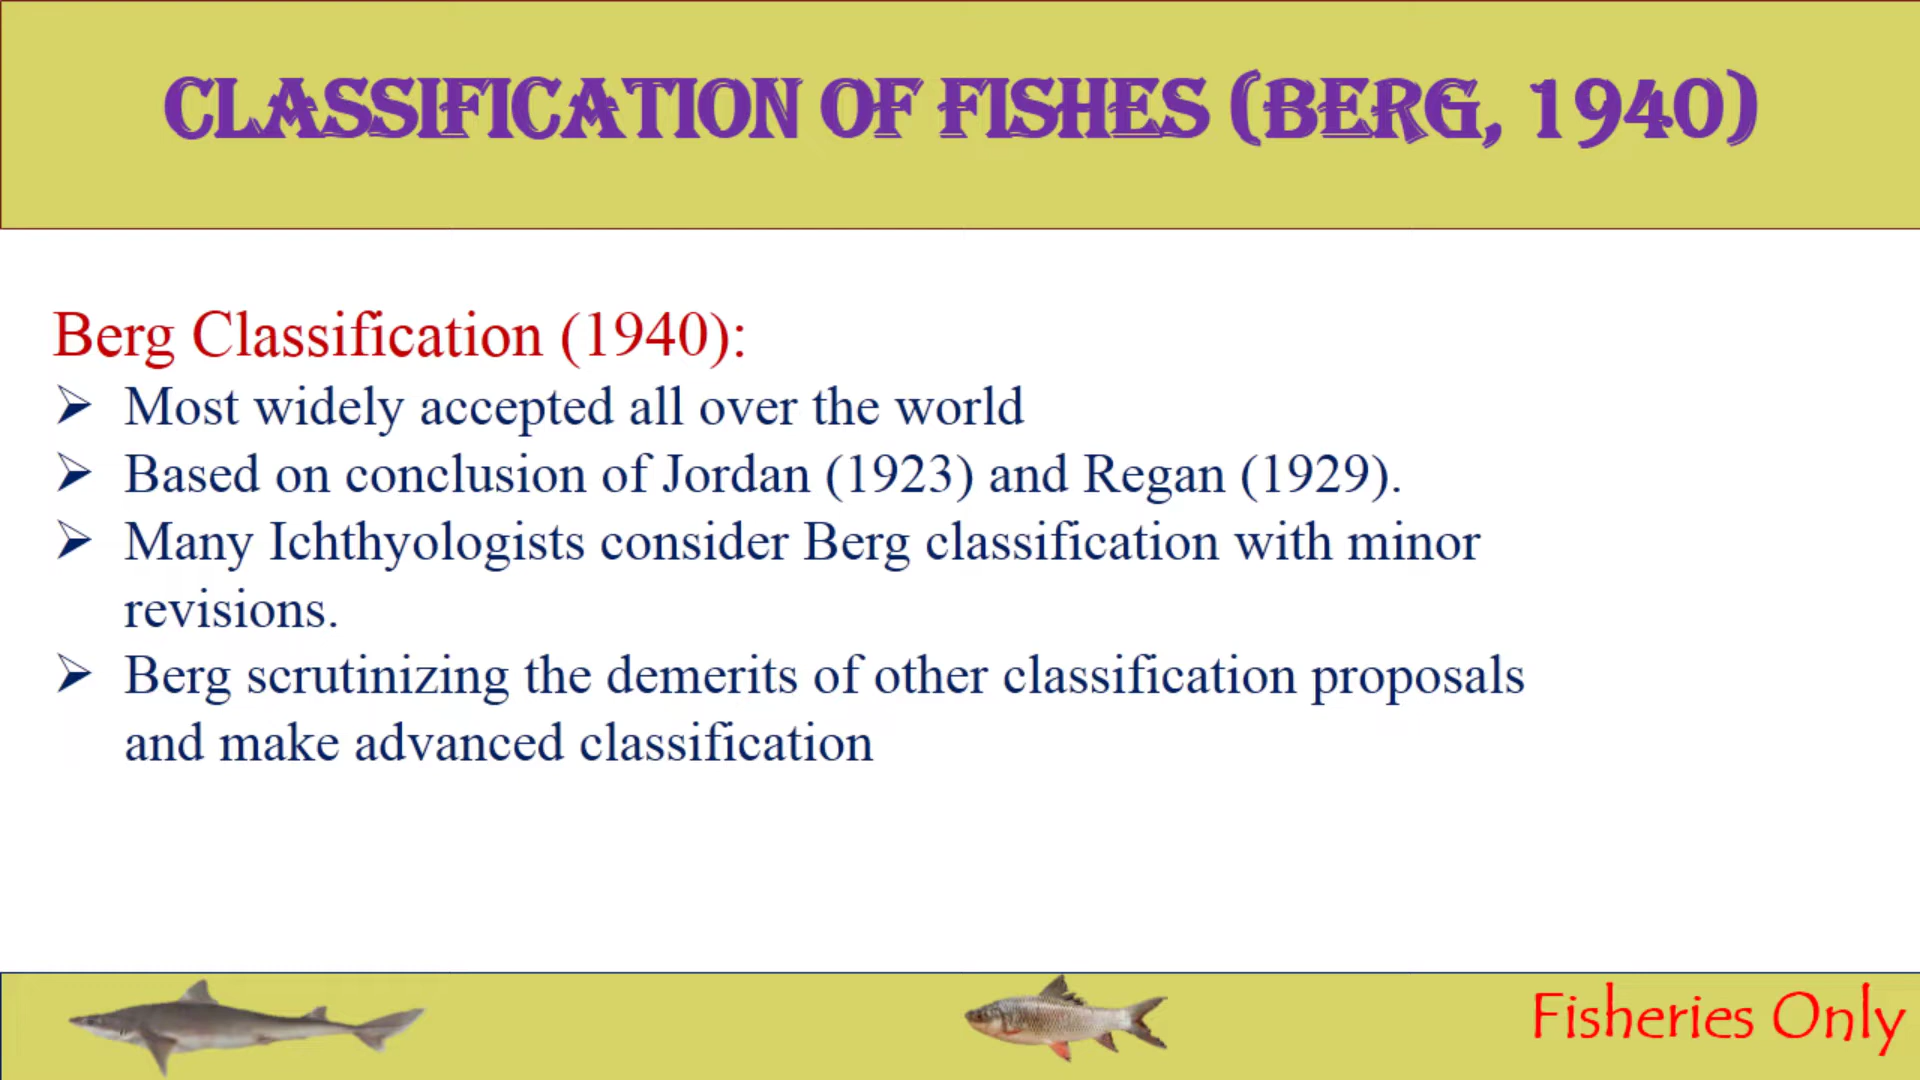 CLASSIFICATION OF FISHES (BERG, 1940)
Berg Classification (1940):
➢ Most widely accepted all over the world
➢ Based on conclusion of Jordan (1923) and Regan (1929).
➢ Many Ichthyologists consider Berg classification with minor
revisions.
➢ Berg scrutinizing the demerits of other classification proposals
and make advanced classification
Fisheries Only